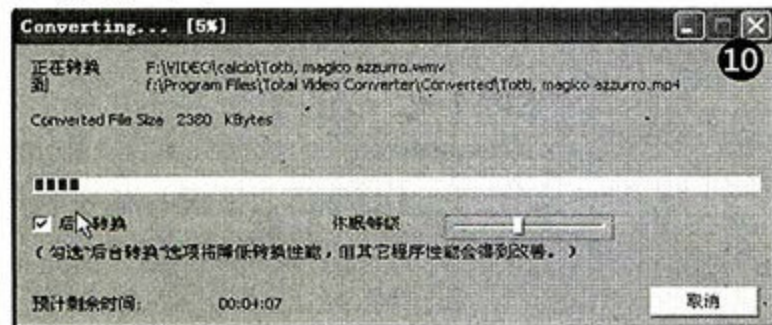 Converting... [5%]
10
正在转换 F:\VIDEO\calcio\Totti, magico azzurro.wmv
到 f:\Program Files\Total Video Converter\Converted\Totti, magico azzurro.mp4
Converted File Size 2380 KBytes
后台转换 休眠等级
(勾选"后台转换"选项将降低转换性能，但其它程序性能会得到改善。)
预计剩余时间: 00:04:07 取消